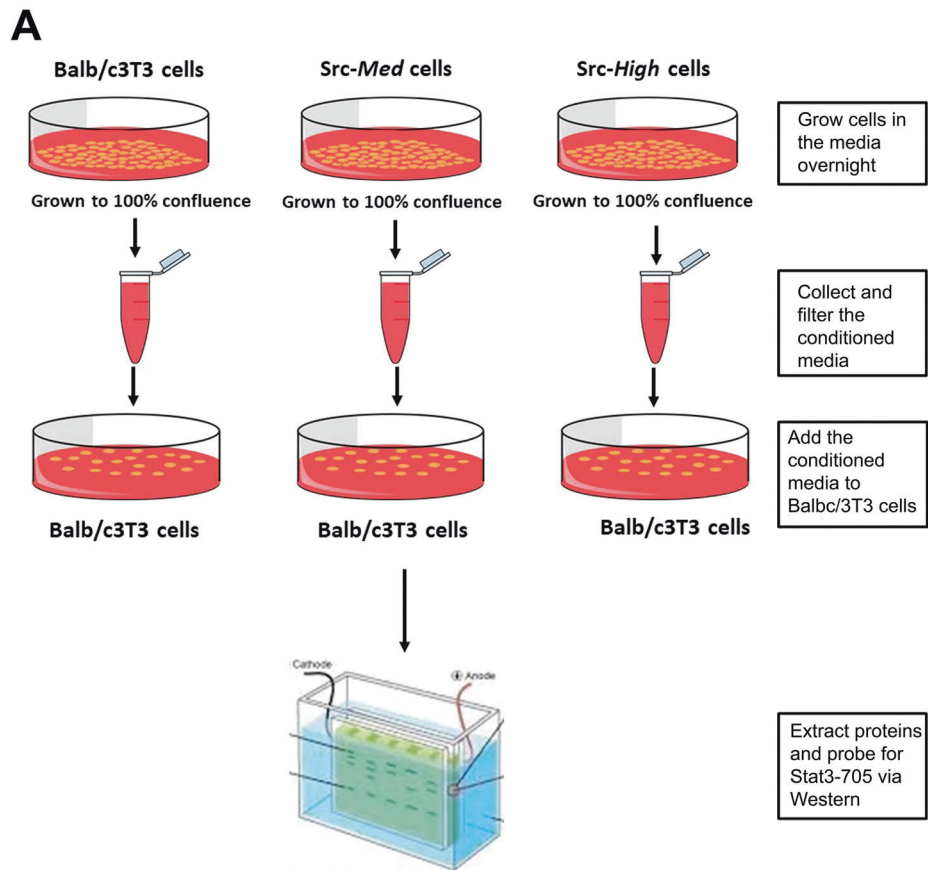 A
Balb/c3T3 cells
Src-Med cells
Src-High cells
Grow cells in
the media
overnight
Grown to 100% confluence
Grown to 100% confluence
Grown to 100% confluence
Collect and
filter the
conditioned
media
Add the
conditioned
media to
Balbc/3T3 cells
Balb/c3T3 cells
Balb/c3T3 cells
Balb/c3T3 cells
Cathode
Anode
Extract proteins
and probe for
Stat3-705 via
Western